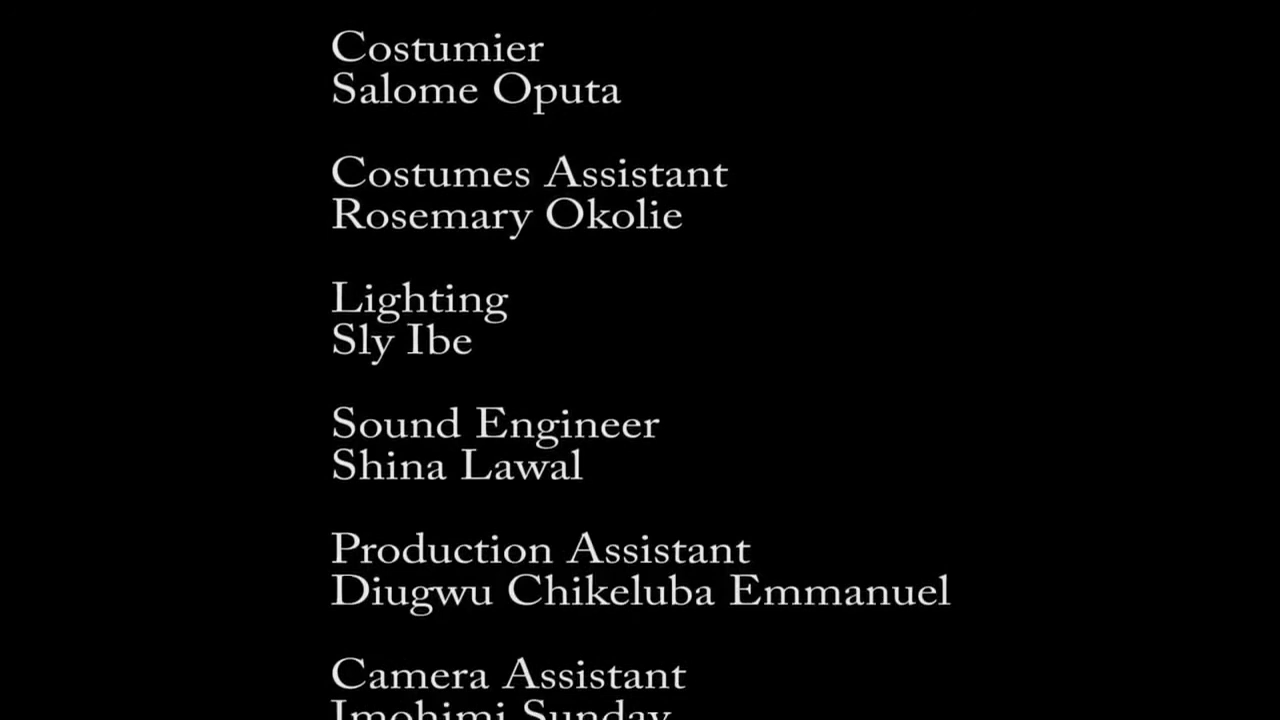 Costumier
Salome Oputa
Costumes Assistant
Rosemary Okolie
Lighting
Sly Ibe
Sound Engineer
Shina Lawal
Production Assistant
Diugwu Chikeluba Emmanuel
Camera Assistant
Imohimi Sunday